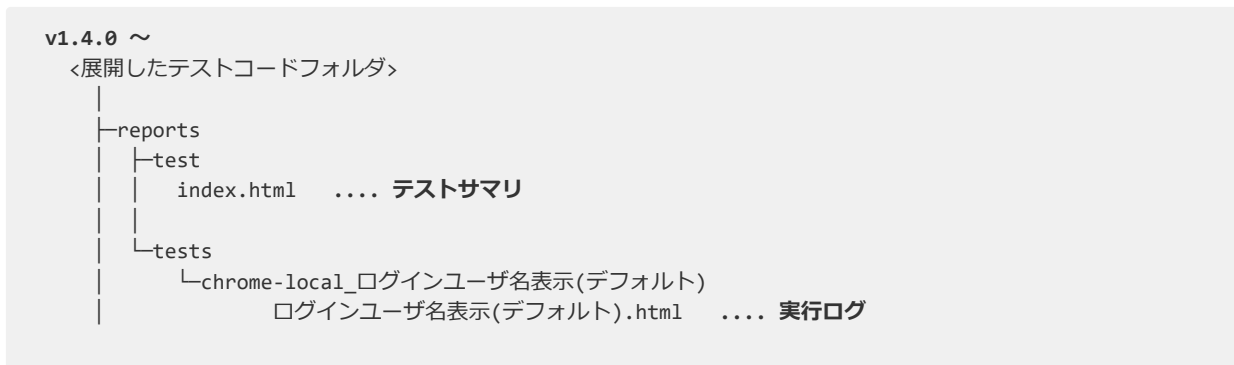 v1.4.0 ～
<展開したテストコードフォルダ>
│
├─reports
│ ├─test
│ │ index.html .... テストサマリ
│ │
│ └─tests
│ └─chrome-local_ログインユーザ名表示(デフォルト)
│ ログインユーザ名表示(デフォルト).html .... 実行ログ